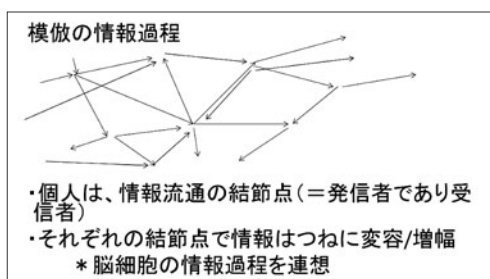 模倣の情報過程
・個人は、情報流通の結節点（＝発信者であり受
信者）
・それぞれの結節点で情報はつねに変容/増幅
＊脳細胞の情報過程を連想